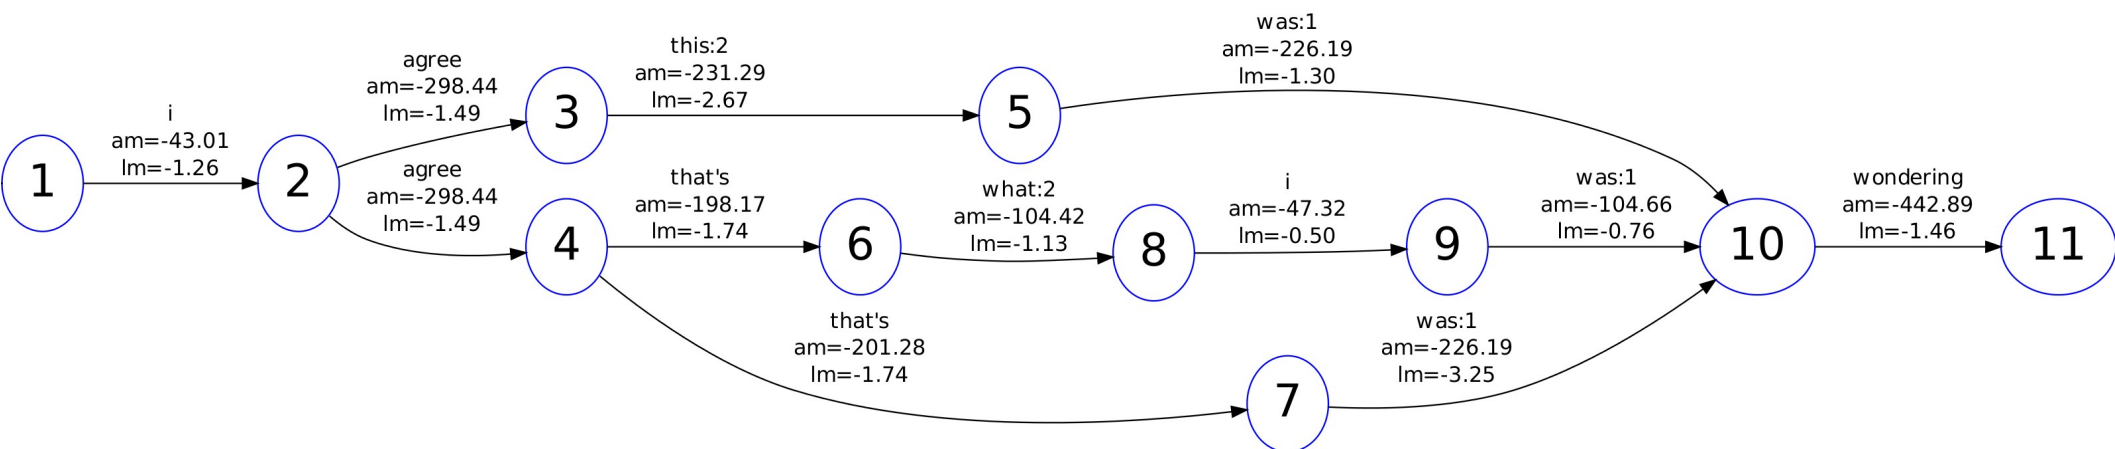 1
i
am=-43.01
lm=-1.26
2
agree
am=-298.44
lm=-1.49
3
this:2
am=-231.29
lm=-2.67
5
was:1
am=-226.19
lm=-1.30
agree
am=-298.44
lm=-1.49
4
that's
am=-198.17
lm=-1.74
6
what:2
am=-104.42
lm=-1.13
8
i
am=-47.32
lm=-0.50
9
was:1
am=-104.66
lm=-0.76
10
wondering
am=-442.89
lm=-1.46
11
that's
am=-201.28
lm=-1.74
7
was:1
am=-226.19
lm=-3.25